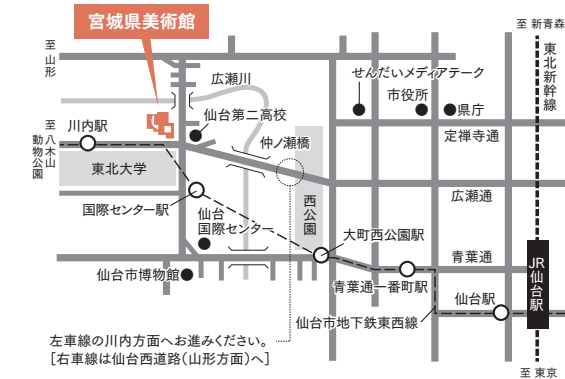 宮城県美術館
至 新青森
至 山形
東北新幹線
広瀬川
せんだいメディアテーク
市役所
県庁
仙台第二高校
定禅寺通
至 八木山動物公園
川内駅
仲ノ瀬橋
東北大学
広瀬通
国際センター駅
西公園
仙台
国際センター
大町西公園駅
青葉通
JR仙台駅
仙台市博物館
青葉通一番町駅
仙台駅
仙台市地下鉄東西線
左車線の川内方面へお進みください。
[右車線は仙台西道路(山形方面)へ]
至 東京